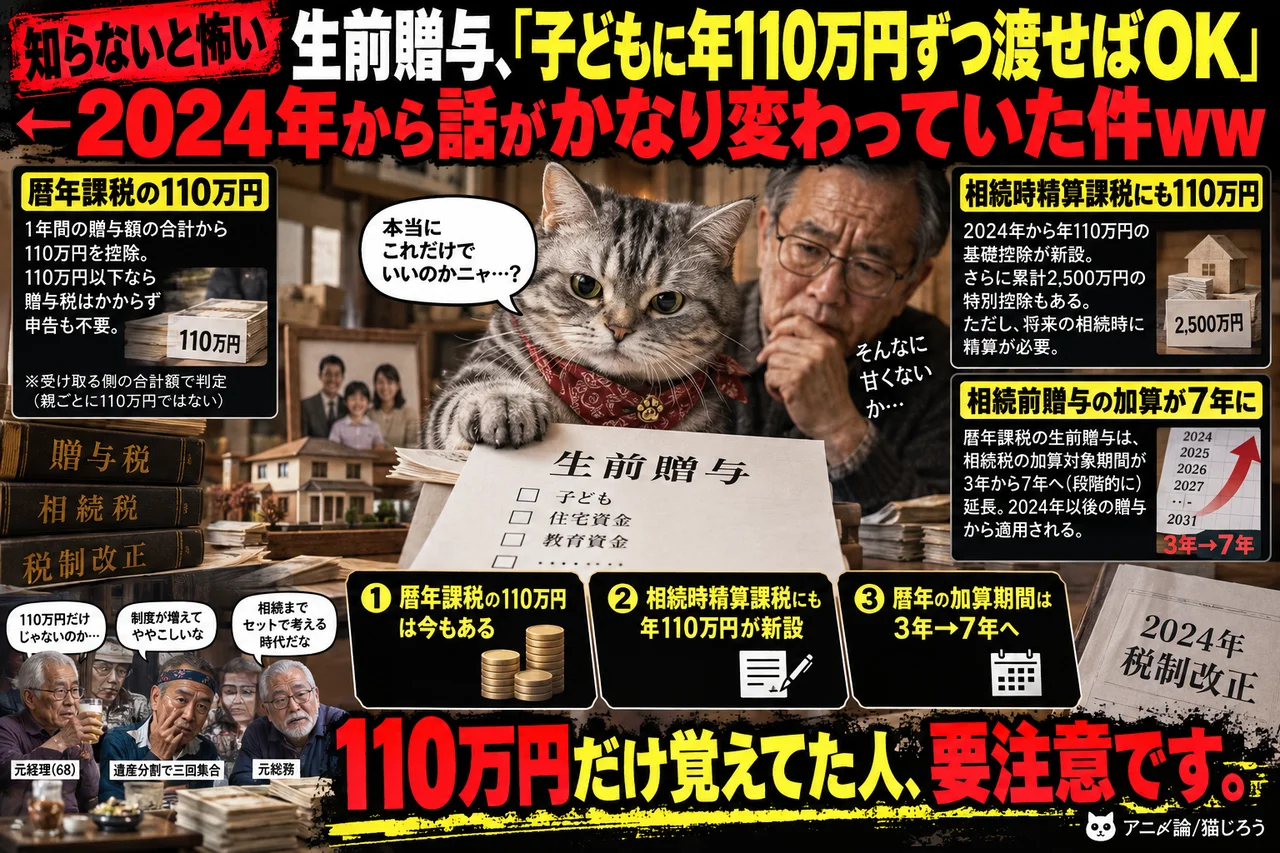 知らないと怖い
生前贈与、「子どもに年110万円ずつ渡せばOK」
←2024年から話がかなり変わっていた件ww
暦年課税の110万円
1年間の贈与額の合計から
110万円を控除。
110万円以下なら
贈与税はかからず
申告も不要。
110万円
※受け取る側の合計額で判定
(親ごとに110万円ではない)
本当に
これだけで
いいのかニャ…?
そんなに
甘くない
か…
相続時精算課税にも110万円
2024年から年110万円の
基礎控除が新設。
さらに累計2,500万円の
特別控除もある。
ただし、将来の相続時に
精算が必要。
2,500万円
相続前贈与の加算が7年に
暦年課税の生前贈与は、
相続税の加算対象期間が
3年から7年へ(段階的に)
延長。2024年以後の贈与
から適用される。
2024
2025
2026
2027
...
2031
3年→7年
贈与税
相続税
税制改正
生前贈与
□ 子ども
□ 住宅資金
□ 教育資金
□ ········
① 暦年課税の110万円
は今もある
② 相続時精算課税にも
年110万円が新設
③ 暦年の加算期間は
3年→7年へ
2024年
税制改正
110万円だけ
じゃないのか…
制度が増えて
ややこしいな
相続まで
セットで考える
時代だな
元経理(68)
遺産分割で三回集合
元総務
110万円だけ覚えてた人、要注意です。
アニメ論/猫じろう